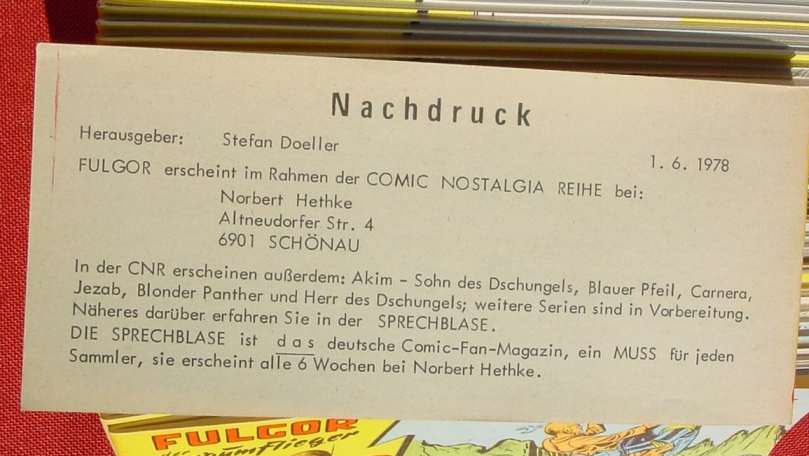 Nachdruck
Herausgeber: Stefan Doeller 1. 6. 1978
FULGOR erscheint im Rahmen der COMIC NOSTALGIA REIHE bei:
Norbert Hethke
Altneudorfer Str. 4
6901 SCHÖNAU
In der CNR erscheinen außerdem: Akim – Sohn des Dschungels, Blauer Pfeil, Carnera,
Jezab, Blonder Panther und Herr des Dschungels; weitere Serien sind in Vorbereitung.
Näheres darüber erfahren Sie in der SPRECHBLASE.
DIE SPRECHBLASE ist das deutsche Comic-Fan-Magazin, ein MUSS für jeden
Sammler, sie erscheint alle 6 Wochen bei Norbert Hethke.
FULGOR